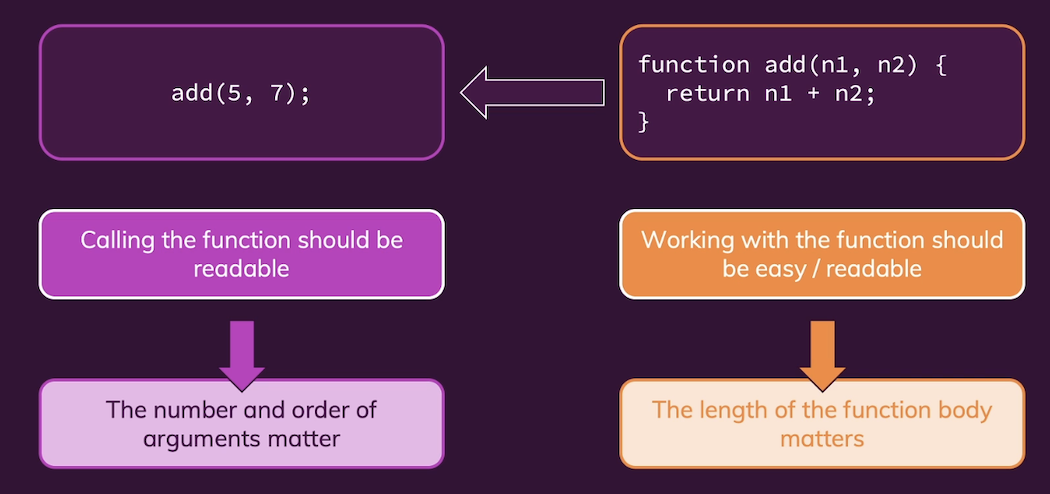 add(5, 7);
function add(n1, n2) {
  return n1 + n2;
}
Calling the function should be
readable
Working with the function should
be easy / readable
The number and order of
arguments matter
The length of the function body
matters